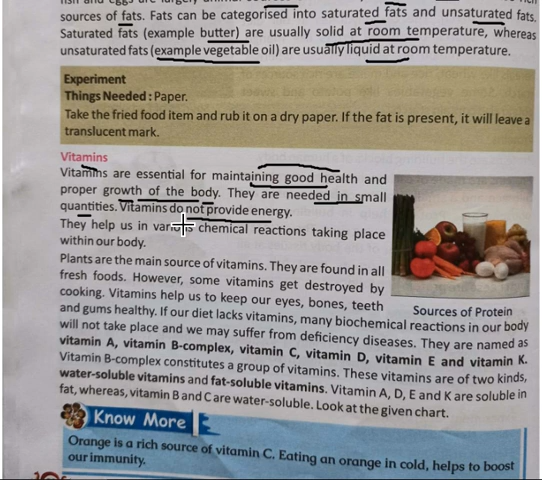 fish and eggs are largely
sources of fats. Fats can be categorised into saturated fats and unsaturated fats.
Saturated fats (example butter) are usually solid at room temperature, whereas
unsaturated fats (example vegetable oil) are usually liquid at room temperature.
Experiment
Things Needed : Paper.
Take the fried food item and rub it on a dry paper. If the fat is present, it will leave a
translucent mark.
Vitamins
Vitamins are essential for maintaining good health and
proper growth of the body. They are needed in small
quantities. Vitamins do not provide energy.
They help us in chemical reactions taking place
within our body.
Plants are the main source of vitamins. They are found in all
fresh foods. However, some vitamins get destroyed by
cooking. Vitamins help us to keep our eyes, bones, teeth
Sources of Protein
and gums healthy. If our diet lacks vitamins, many biochemical reactions in our body
will not take place and we may suffer from deficiency diseases. They are named as
vitamin A, vitamin B-complex, vitamin C, vitamin D, vitamin E and vitamin K.
Vitamin B-complex constitutes a group of vitamins. These vitamins are of two kinds,
water-soluble vitamins and fat-soluble vitamins. Vitamin A, D, E and K are soluble in
fat, whereas, vitamin B and C are water-soluble. Look at the given chart.
Know More
Orange is a rich source of vitamin C. Eating an orange in cold, helps to boost
our immunity.